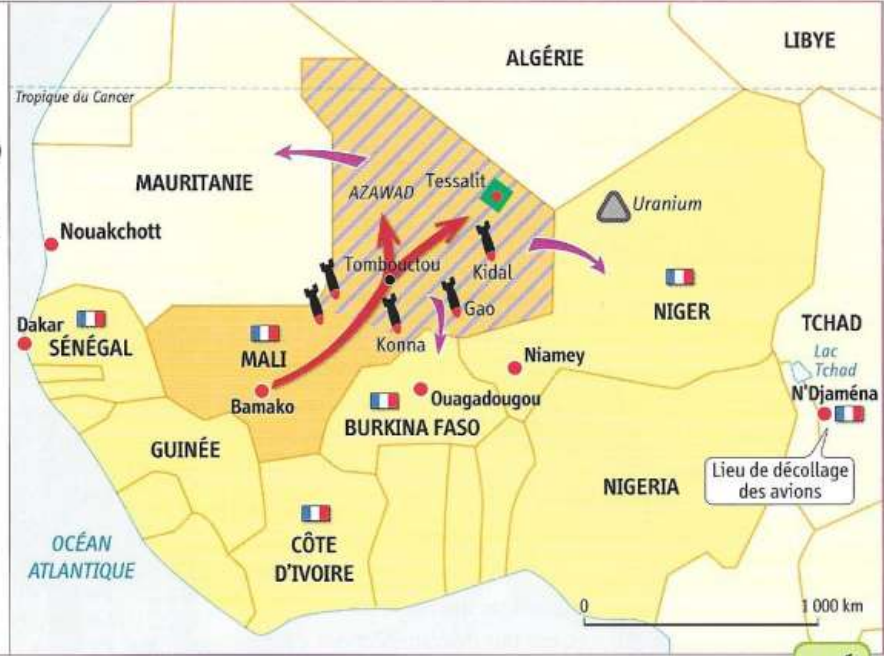 ALGÉRIE
LIBYE
Tropique du Cancer
MAURITANIE
AZAWAD
Tessalit
Uranium
Nouakchott
Tombouctou
Kidal
Gao
NIGER
TCHAD
Dakar
SÉNÉGAL
MALI
Konna
Niamey
Lac
Tchad
N'Djaména
Bamako
Ouagadougou
BURKINA FASO
GUINÉE
Lieu de décollage
des avions
NIGERIA
OCÉAN
ATLANTIQUE
CÔTE
D'IVOIRE
0
1 000 km